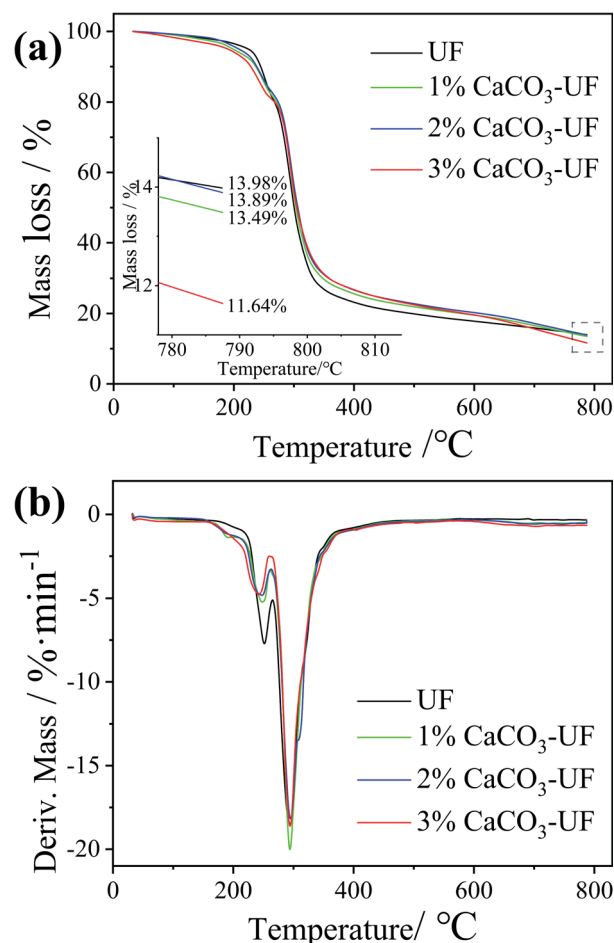 (a)
100
80
60
40
20
0
Mass loss / %
UF
1% CaCO₃-UF
2% CaCO₃-UF
3% CaCO₃-UF
14
12
Mass loss / %
13.98%
13.89%
13.49%
11.64%
780 790 800 810
Temperature/°C
0 200 400 600 800
Temperature /°C
(b)
0
-5
-10
-15
-20
Deriv. Mass / %·min⁻¹
UF
1% CaCO₃-UF
2% CaCO₃-UF
3% CaCO₃-UF
0 200 400 600 800
Temperature/ °C